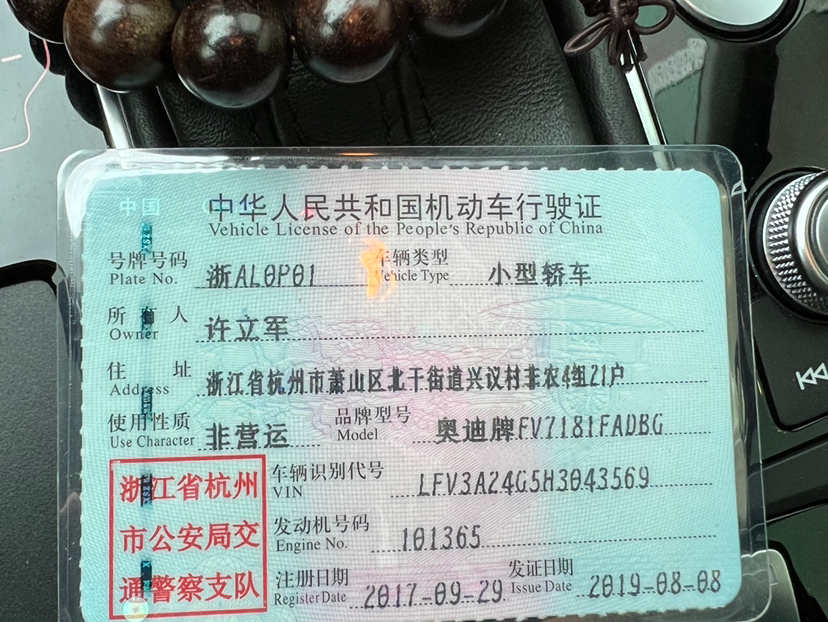 中国
中华人民共和国机动车行驶证
Vehicle License of the People's Republic of China
号牌号码 浙AL0P01 车辆类型 小型轿车
Plate No. Vehicle Type
所有人 许立军
Owner
住址 浙江省杭州市萧山区北干街道兴议村非农4组21户
Address
使用性质 非营运 品牌型号 奥迪牌FV7181FADBG
Use Character Model
浙江省杭州
市公安局交
通警察支队
车辆识别代号 LFV3A24G5H3043569
VIN
发动机号码 101365
Engine No.
注册日期 2017-09-29 发证日期 2019-08-08
Register Date Issue Date